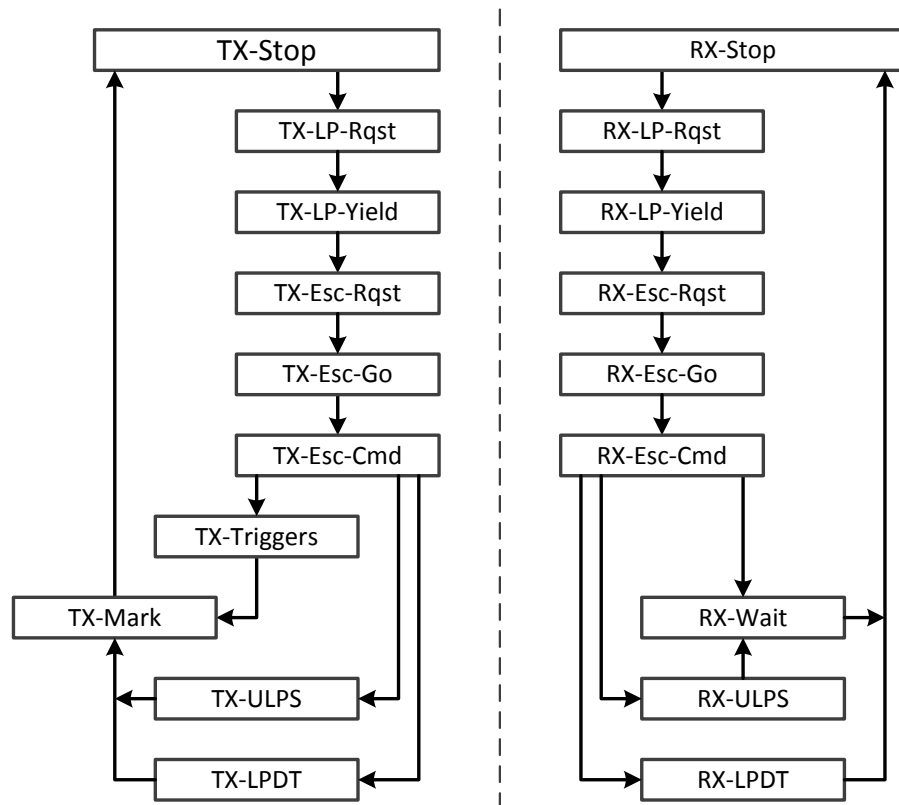 TX-Stop
TX-LP-Rqst
TX-LP-Yield
TX-Esc-Rqst
TX-Esc-Go
TX-Esc-Cmd
TX-Triggers
TX-Mark
TX-ULPS
TX-LPDT
RX-Stop
RX-LP-Rqst
RX-LP-Yield
RX-Esc-Rqst
RX-Esc-Go
RX-Esc-Cmd
RX-Wait
RX-ULPS
RX-LPDT